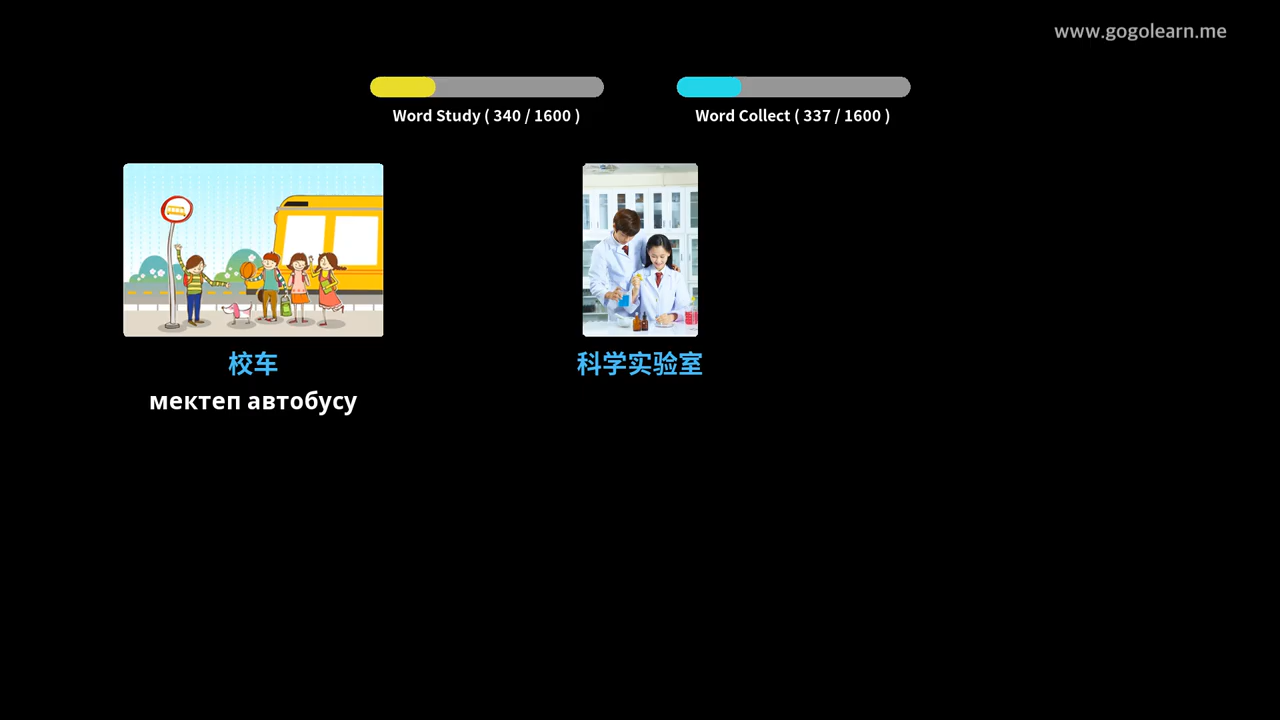 www.gogolearn.me
Word Study ( 340 / 1600 )
Word Collect ( 337 / 1600 )
校车
мектеп автобусу
科学实验室